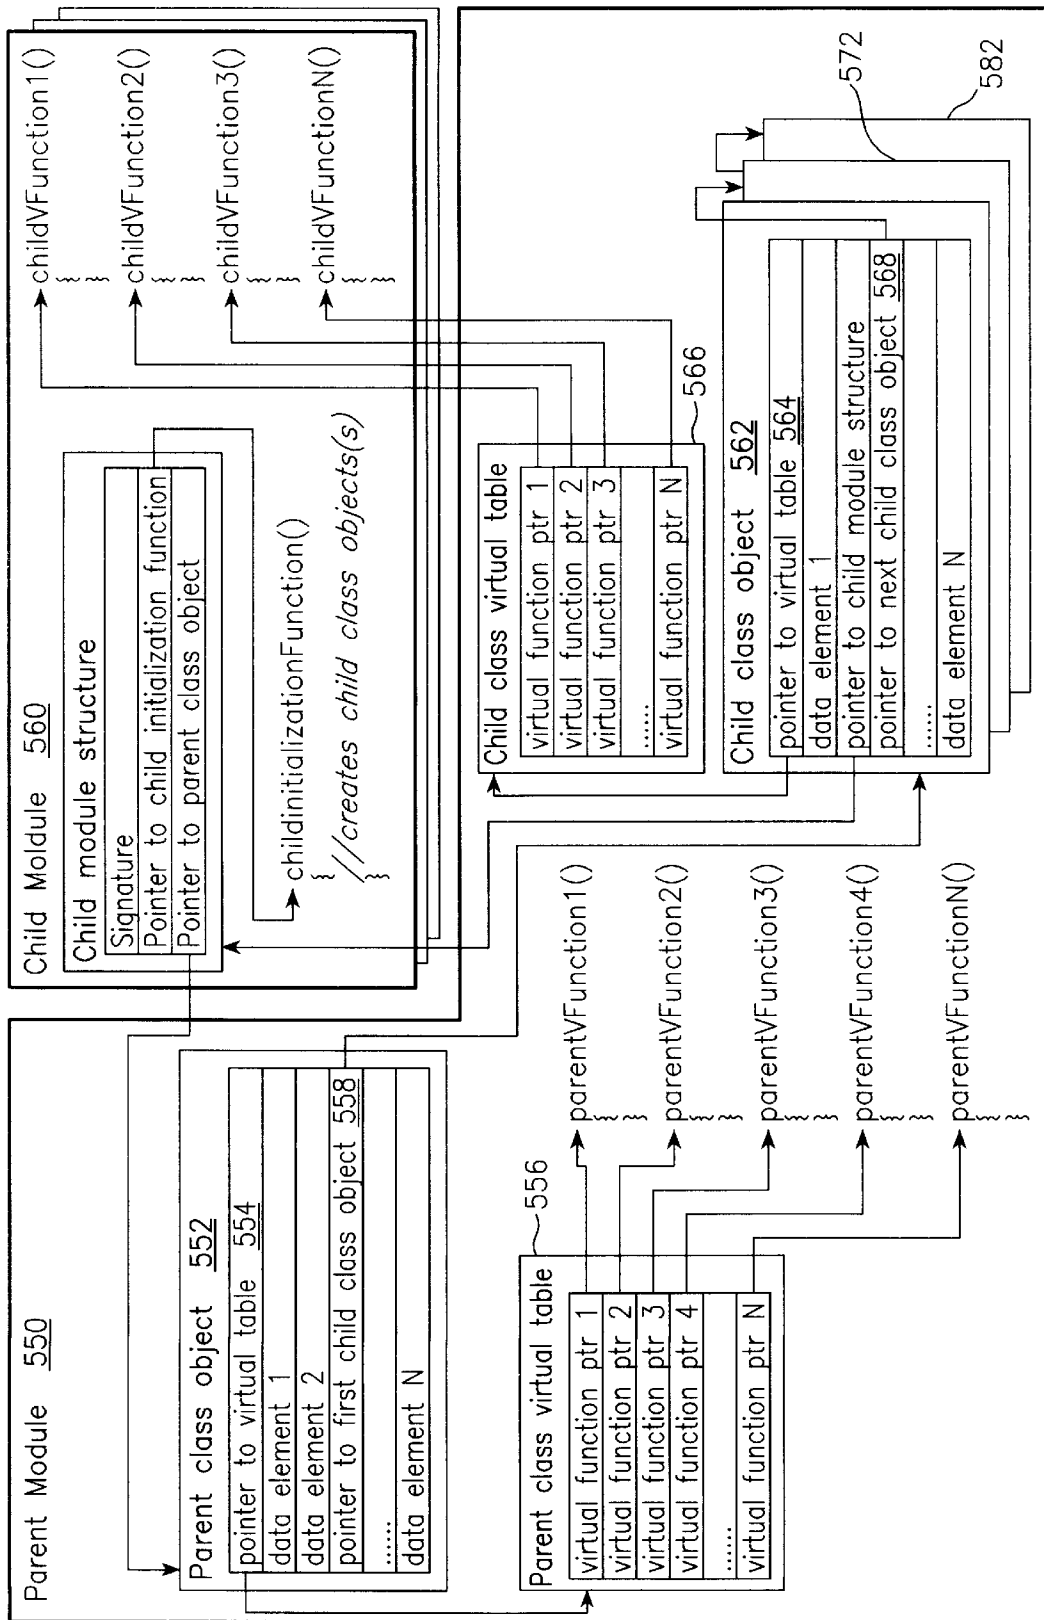 Parent Module 550
Parent class object 552
pointer to virtual table 554
data element 1
data element 2
pointer to first child class object 558
......
data element N
Parent class virtual table
556
virtual function ptr 1
virtual function ptr 2
virtual function ptr 3
virtual function ptr 4
......
virtual function ptr N
parentVFunction1()
parentVFunction2()
parentVFunction3()
parentVFunction4()
parentVFunctionN()
Child Moldule 560
Child module structure
Signature
Pointer to child initialization function
Pointer to parent class object
childinitializationFunction()
//creates child class objects(s)
childVFunction1()
childVFunction2()
childVFunction3()
childVFunctionN()
Child class virtual table
566
virtual function ptr 1
virtual function ptr 2
virtual function ptr 3
......
virtual function ptr N
Child class object 562
pointer to virtual table 564
data element 1
pointer to child module structure
pointer to next child class object 568
......
data element N
572
582